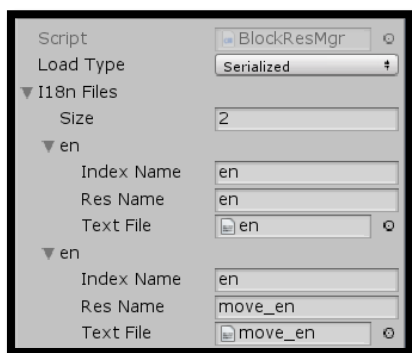 Script BlockResMgr
Load Type Serialized
I18n Files
Size 2
en
Index Name en
Res Name en
Text File en
en
Index Name en
Res Name move_en
Text File move_en